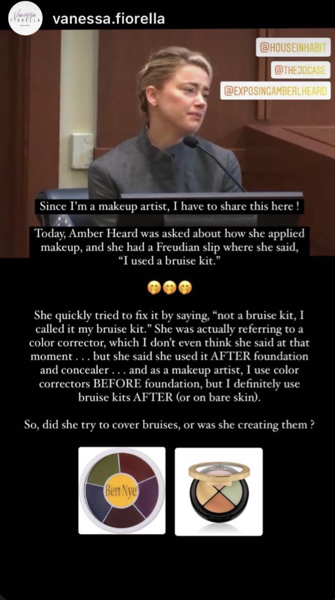 Vanessa
FIORELLA
vanessa.fiorella
@HOUSEINHABIT
@THEJDCASE
@EXPOSINGAMBERLHEARD
Since I'm a makeup artist, I have to share this here !
Today, Amber Heard was asked about how she applied
makeup, and she had a Freudian slip where she said,
“I used a bruise kit.”
🤭🤭🤭
She quickly tried to fix it by saying, “not a bruise kit, I
called it my bruise kit.” She was actually referring to a
color corrector, which I don't even think she said at that
moment . . . but she said she used it AFTER foundation
and concealer . . . and as a makeup artist, I use color
correctors BEFORE foundation, but I definitely use
bruise kits AFTER (or on bare skin).
So, did she try to cover bruises, or was she creating them ?
Ben Nye